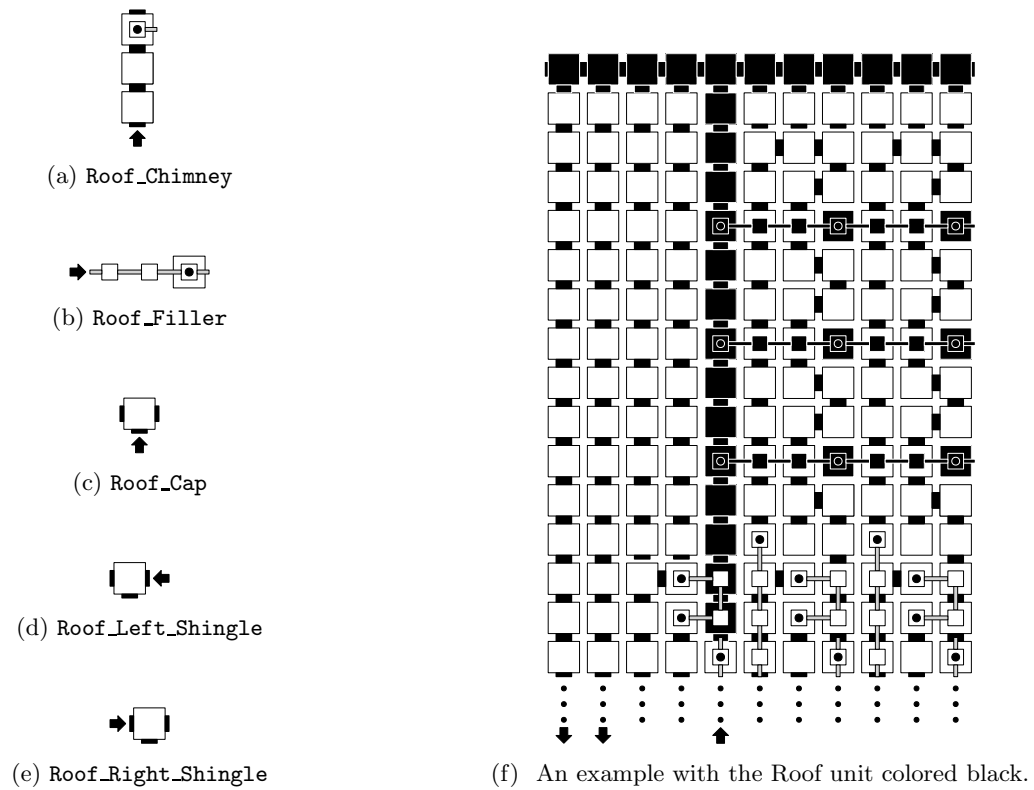 (a) Roof_Chimney
(b) Roof_Filler
(c) Roof_Cap
(d) Roof_Left_Shingle
(e) Roof_Right_Shingle
(f) An example with the Roof unit colored black.